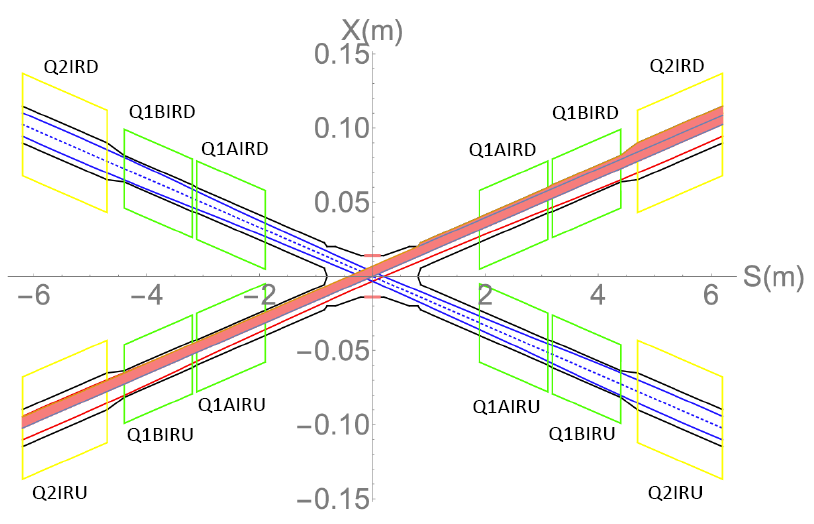 X(m)
0.15
Q2IRD
Q2IRD
Q1BIRD
Q1BIRD
0.10
Q1AIRD
Q1AIRD
0.05
S(m)
−6
−4
−2
2
4
6
−0.05
Q1AIRU
Q1AIRU
−0.10
Q1BIRU
Q1BIRU
Q2IRU
Q2IRU
−0.15